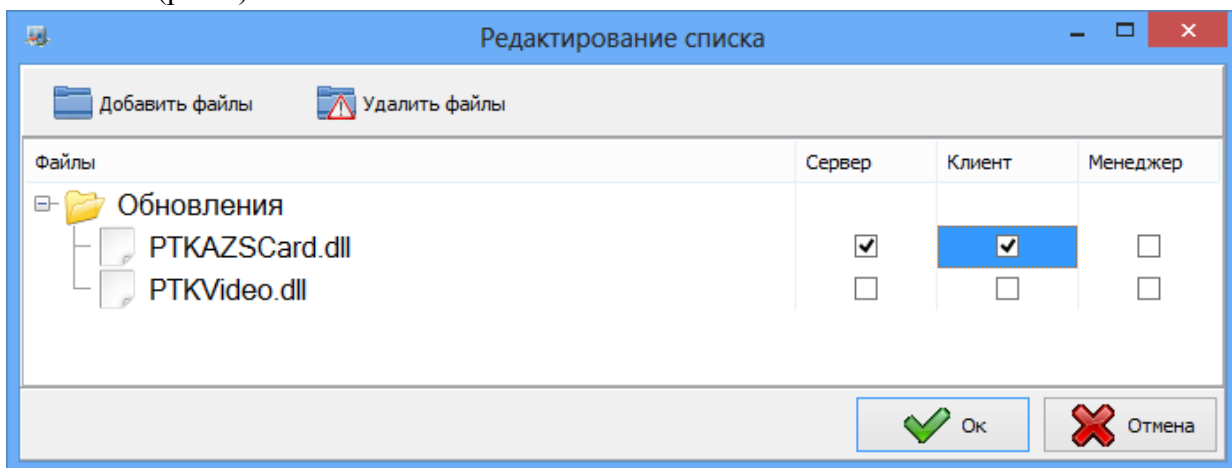 Редактирование списка
Добавить файлы Удалить файлы
Файлы Сервер Клиент Менеджер
Обновления
PTKAZSCard.dll
PTKVideo.dll
Ок Отмена